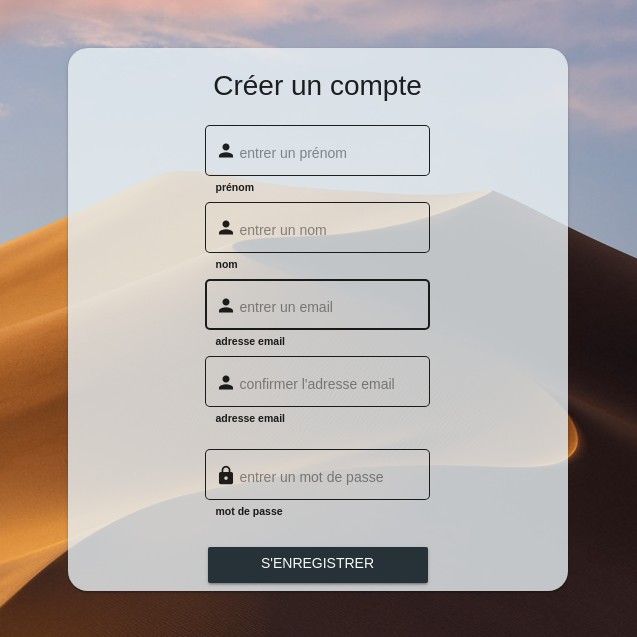 Créer un compte
entrer un prénom
prénom
entrer un nom
nom
entrer un email
adresse email
confirmer l'adresse email
adresse email
entrer un mot de passe
mot de passe
S'ENREGISTRER